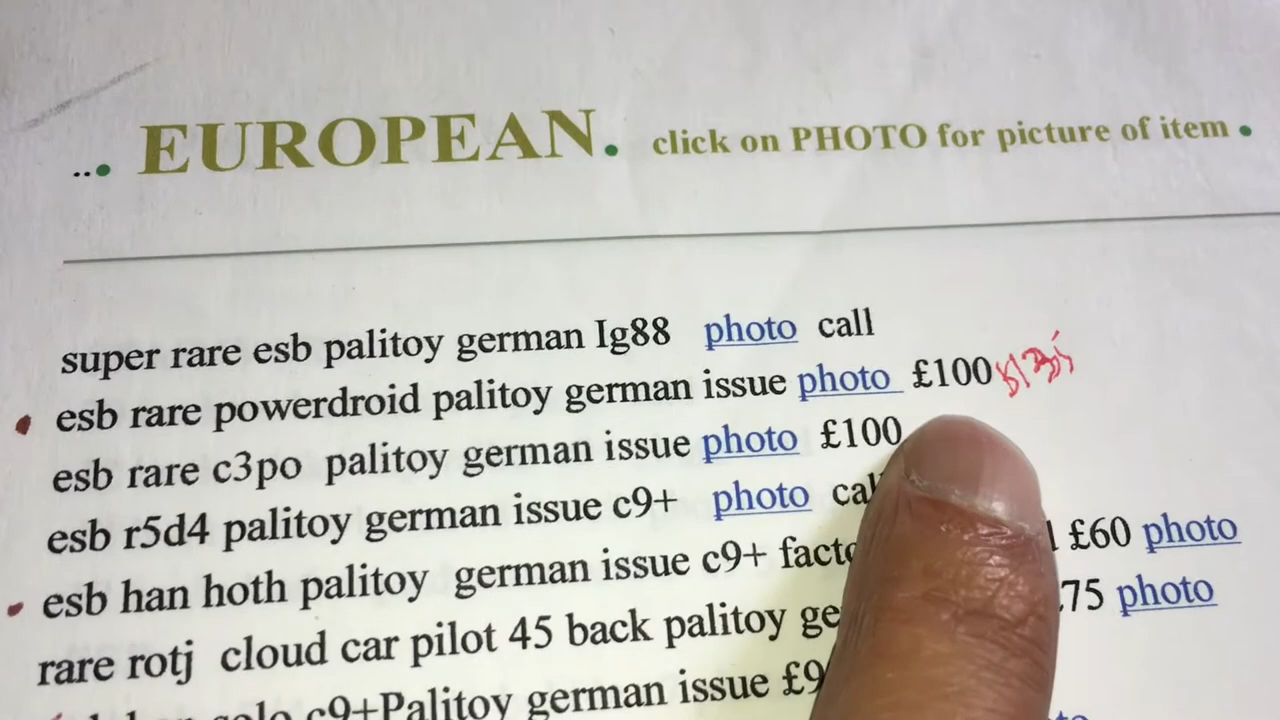 ... EUROPEAN. click on PHOTO for picture of item •
super rare esb palitoy german Ig88 photo call
esb rare powerdroid palitoy german issue photo £100
esb rare c3po palitoy german issue photo £100
esb r5d4 palitoy german issue c9+ photo
esb han hoth palitoy german issue c9+ £60 photo
rare rotj cloud car pilot 45 back palitoy 75 photo
c9+Palitoy german issue